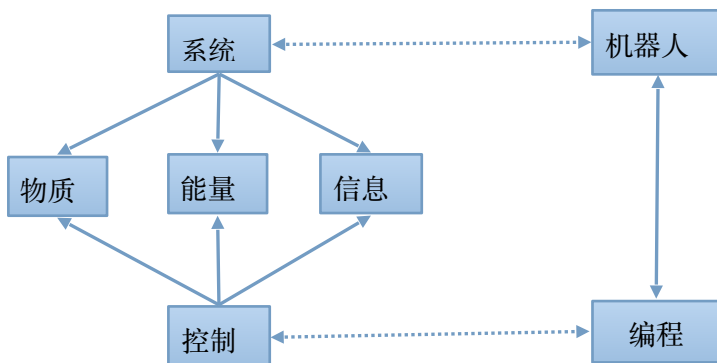 系统
机器人
物质
能量
信息
控制
编程